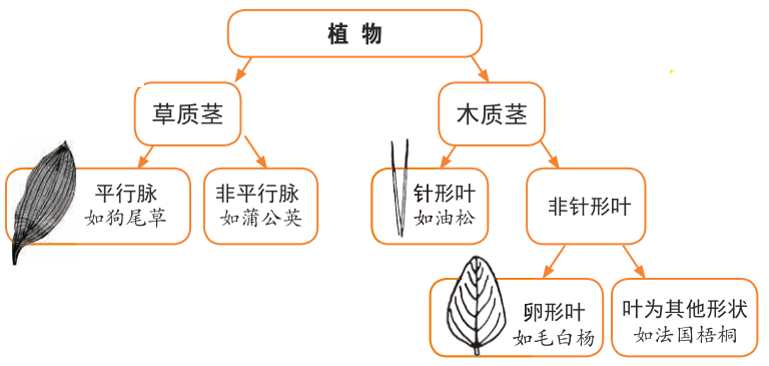 植物
草质茎
木质茎
平行脉
如狗尾草
非平行脉
如蒲公英
针形叶
如油松
非针形叶
卵形叶
如毛白杨
叶为其他形状
如法国梧桐